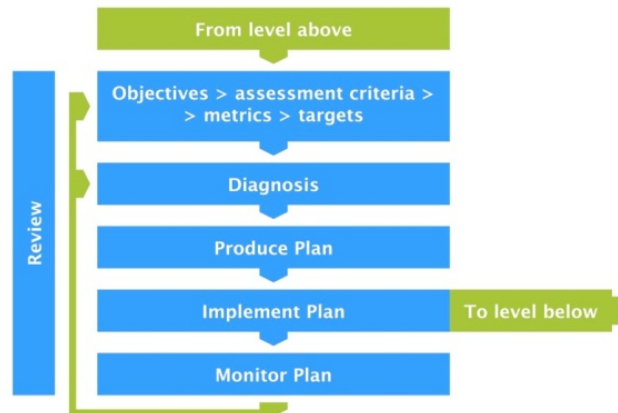 From level above
Objectives > assessment criteria >
> metrics > targets
Diagnosis
Produce Plan
Implement Plan
To level below
Monitor Plan
Review